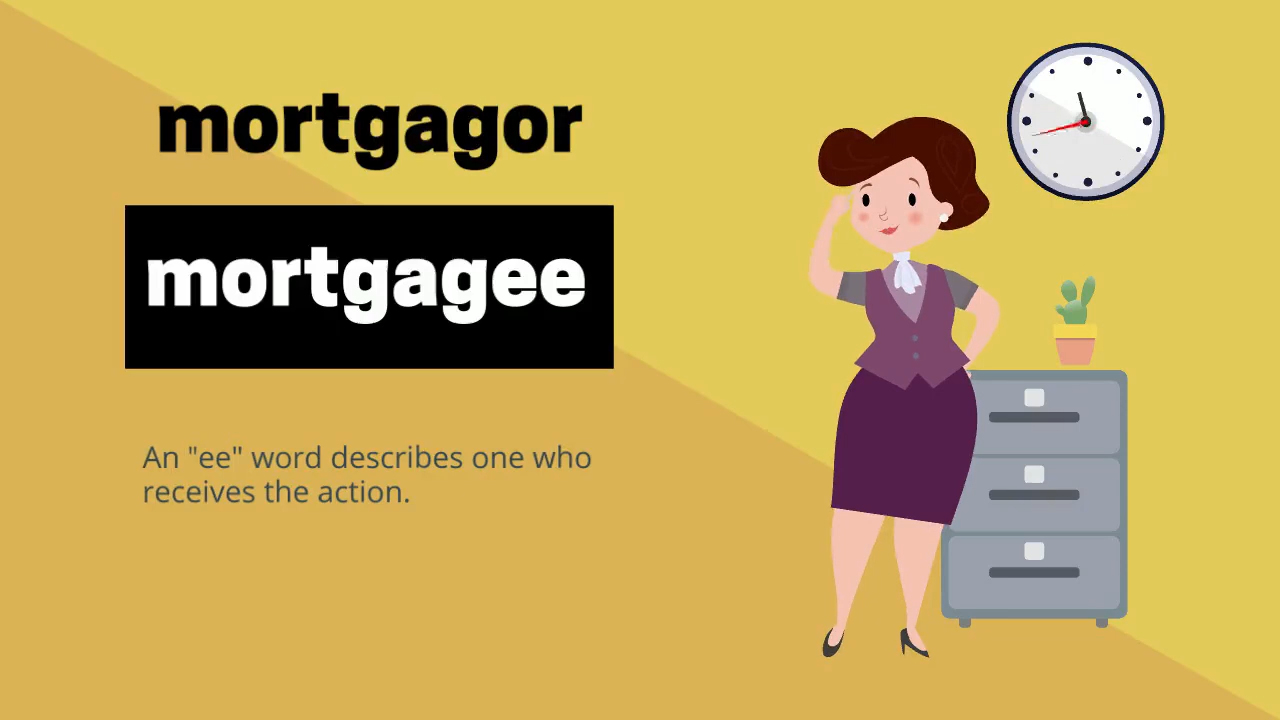 mortgagor
mortgagee
An "ee" word describes one who
receives the action.